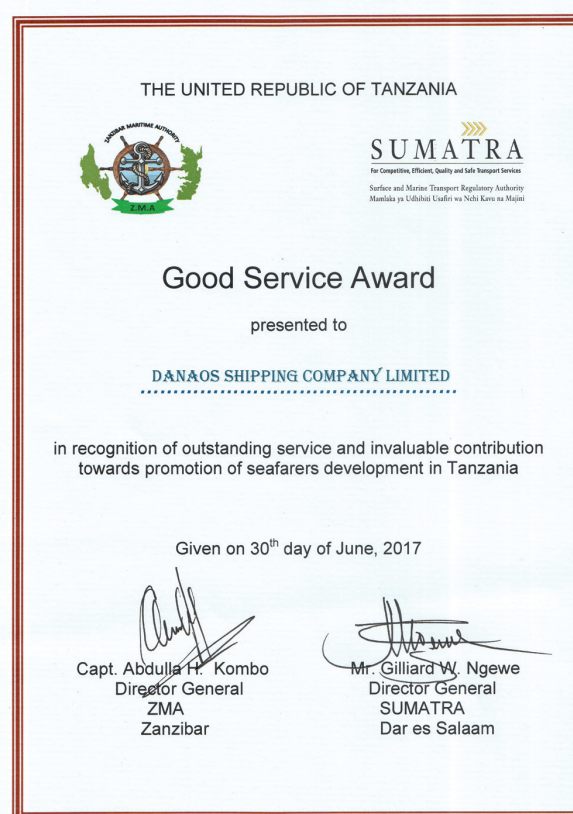 THE UNITED REPUBLIC OF TANZANIA
ZANZIBAR MARITIME AUTHORITY
Z.M.A
SUMATRA
For Competitive, Efficient, Quality and Safe Transport Services
Surface and Marine Transport Regulatory Authority
Mamlaka ya Udhibiti Usafiri wa Nchi Kavu na Majini
Good Service Award
presented to
DANAOS SHIPPING COMPANY LIMITED
in recognition of outstanding service and invaluable contribution
towards promotion of seafarers development in Tanzania
Given on 30th day of June, 2017
Capt. Abdulla H. Kombo
Director General
ZMA
Zanzibar
Mr. Gilliard W. Ngewe
Director General
SUMATRA
Dar es Salaam